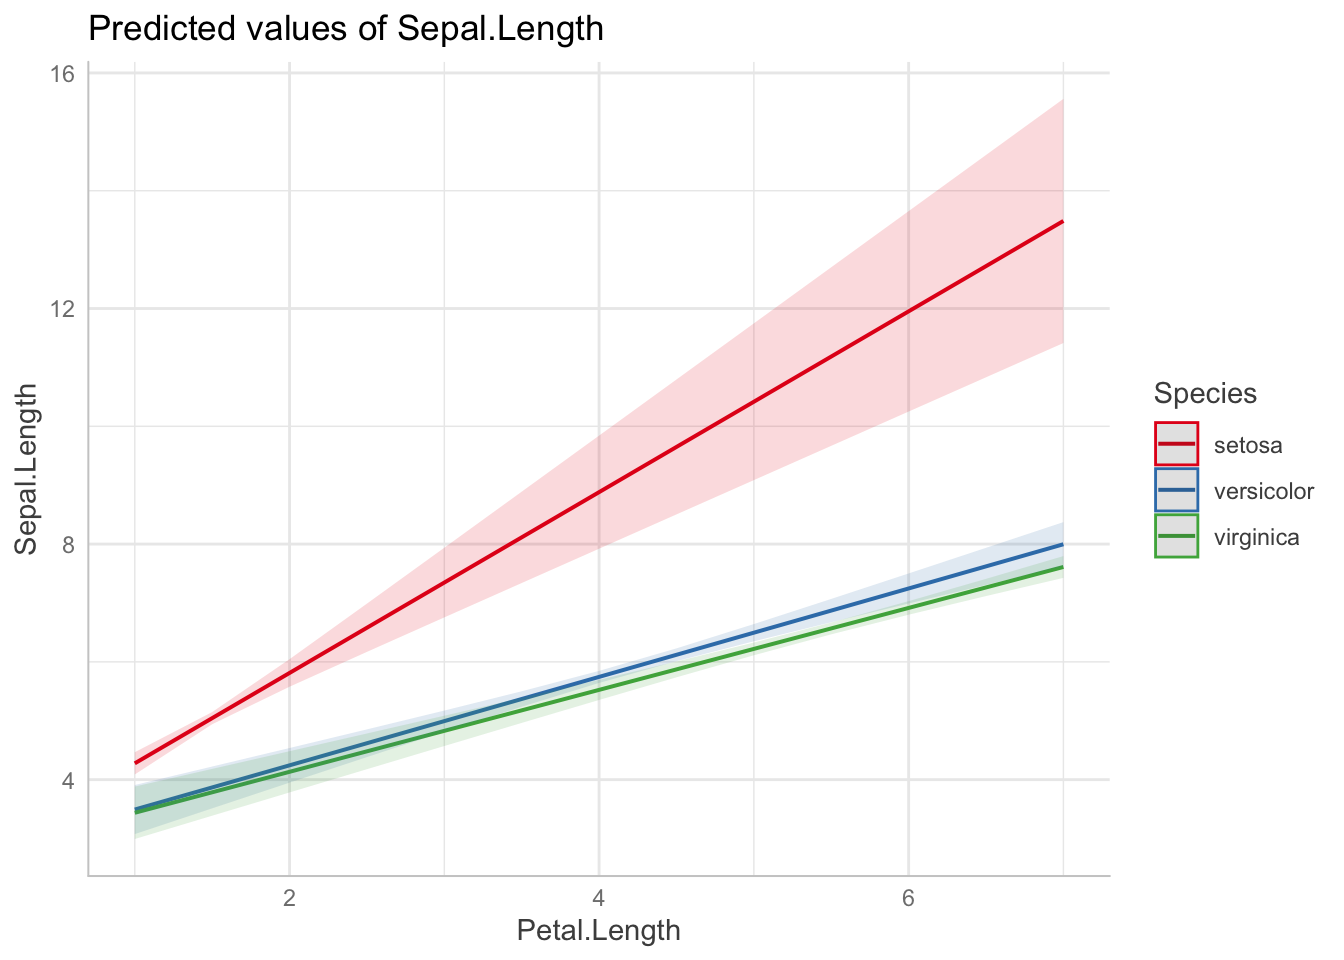 Predicted values of Sepal.Length
16
12
8
4
Sepal.Length
2
4
6
Petal.Length
Species
setosa
versicolor
virginica